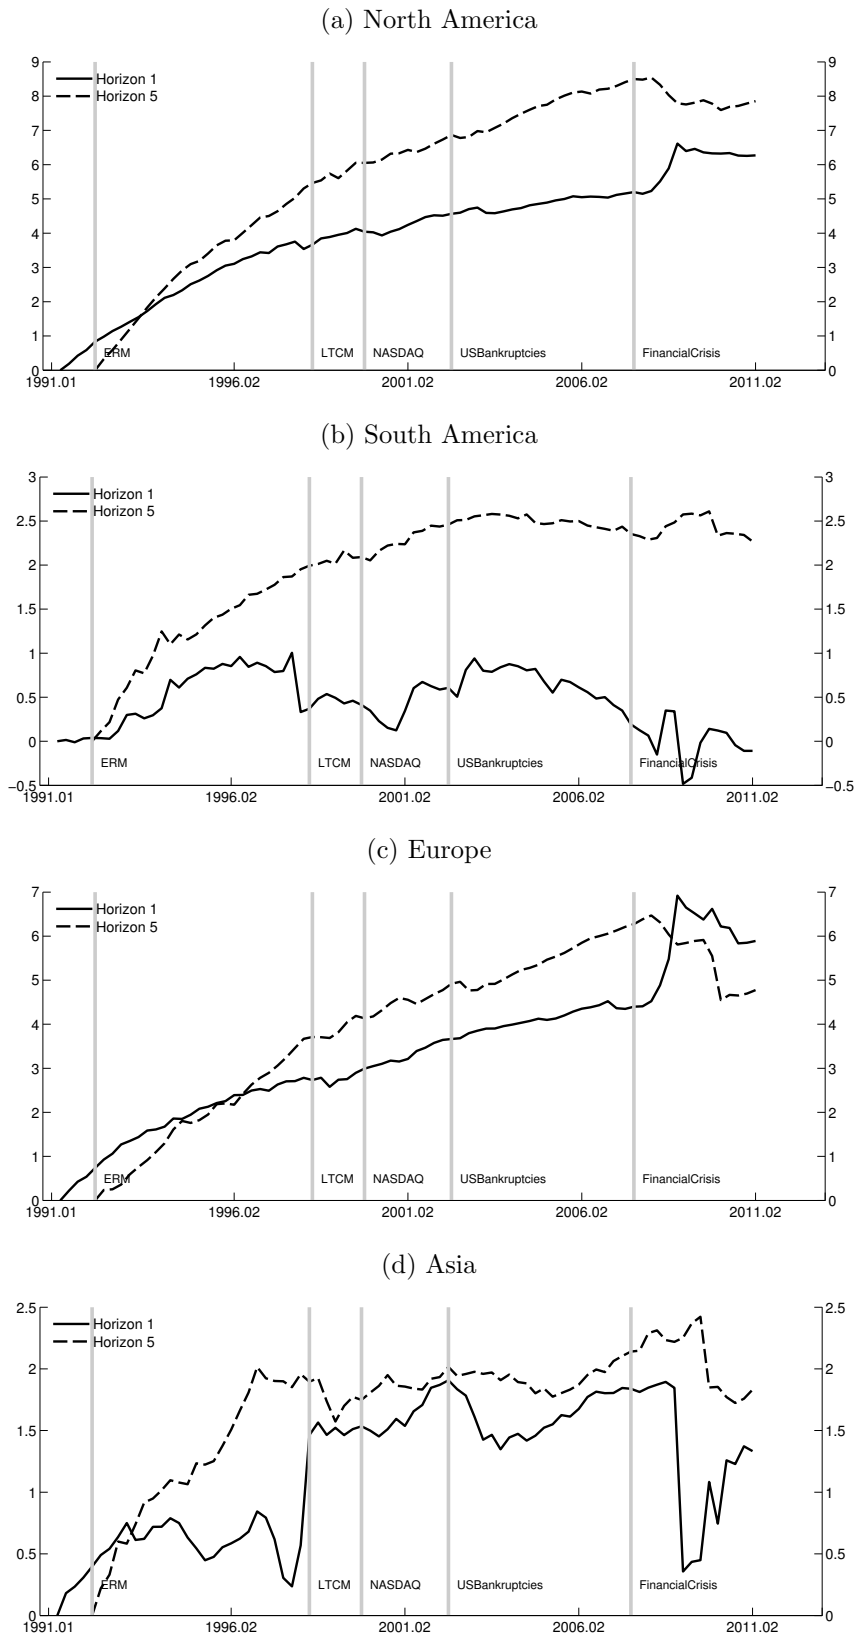 (a) North America
9 9
Horizon 1
8 Horizon 5 8
7 7
6 6
5 5
4 4
3 3
2 2
1 1
ERM LTCM NASDAQ USBankruptcies FinancialCrisis
0 0
1991.01 1996.02 2001.02 2006.02 2011.02
(b) South America
3 3
Horizon 1
Horizon 5
2.5 2.5
2 2
1.5 1.5
1 1
0.5 0.5
0 0
ERM LTCM NASDAQ USBankruptcies FinancialCrisis
−0.5 −0.5
1991.01 1996.02 2001.02 2006.02 2011.02
(c) Europe
7 7
Horizon 1
Horizon 5
6 6
5 5
4 4
3 3
2 2
1 1
ERM LTCM NASDAQ USBankruptcies FinancialCrisis
0 0
1991.01 1996.02 2001.02 2006.02 2011.02
(d) Asia
2.5 2.5
Horizon 1
Horizon 5
2 2
1.5 1.5
1 1
0.5 0.5
ERM LTCM NASDAQ USBankruptcies FinancialCrisis
0 0
1991.01 1996.02 2001.02 2006.02 2011.02